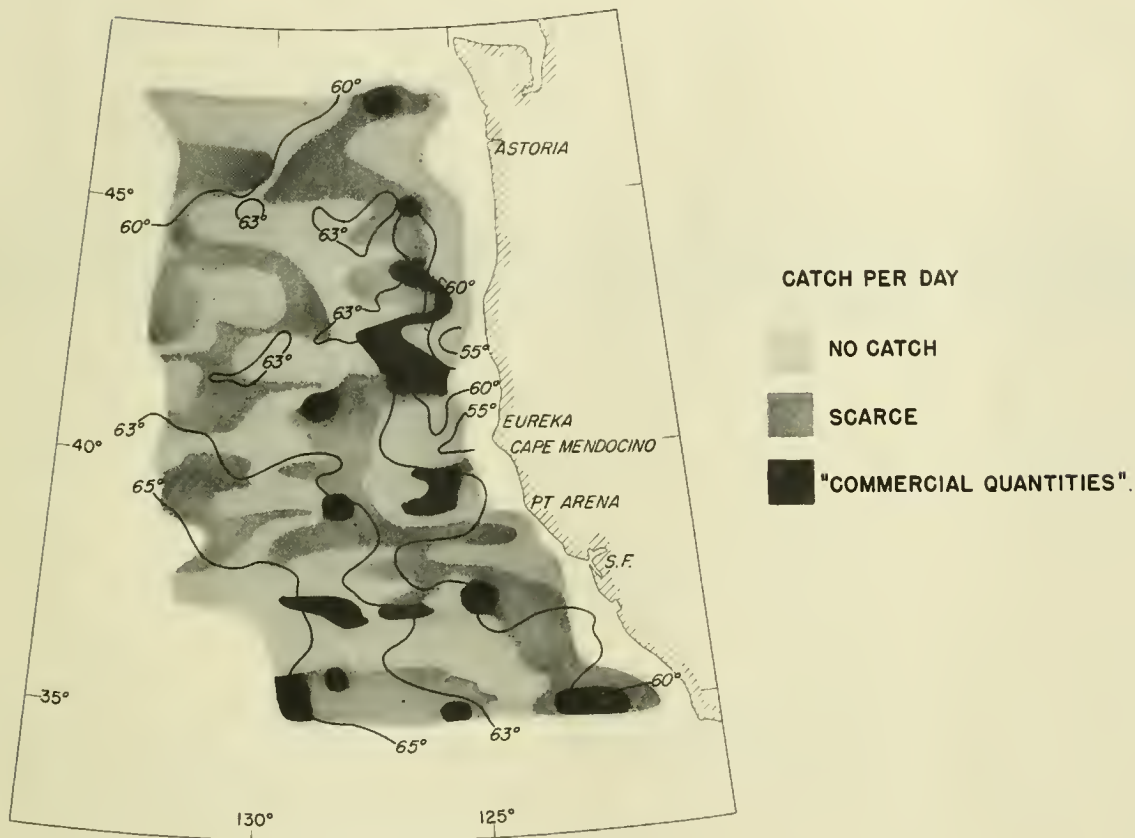 60°
ASTORIA
45°
60°
63°
63°
60°
63°
55°
63°
60°
55°
EUREKA
CAPE MENDOCINO
63°
40°
65°
PT ARENA
S.F.
35°
60°
63°
65°
130°
125°
CATCH PER DAY
NO CATCH
SCARCE
"COMMERCIAL QUANTITIES".